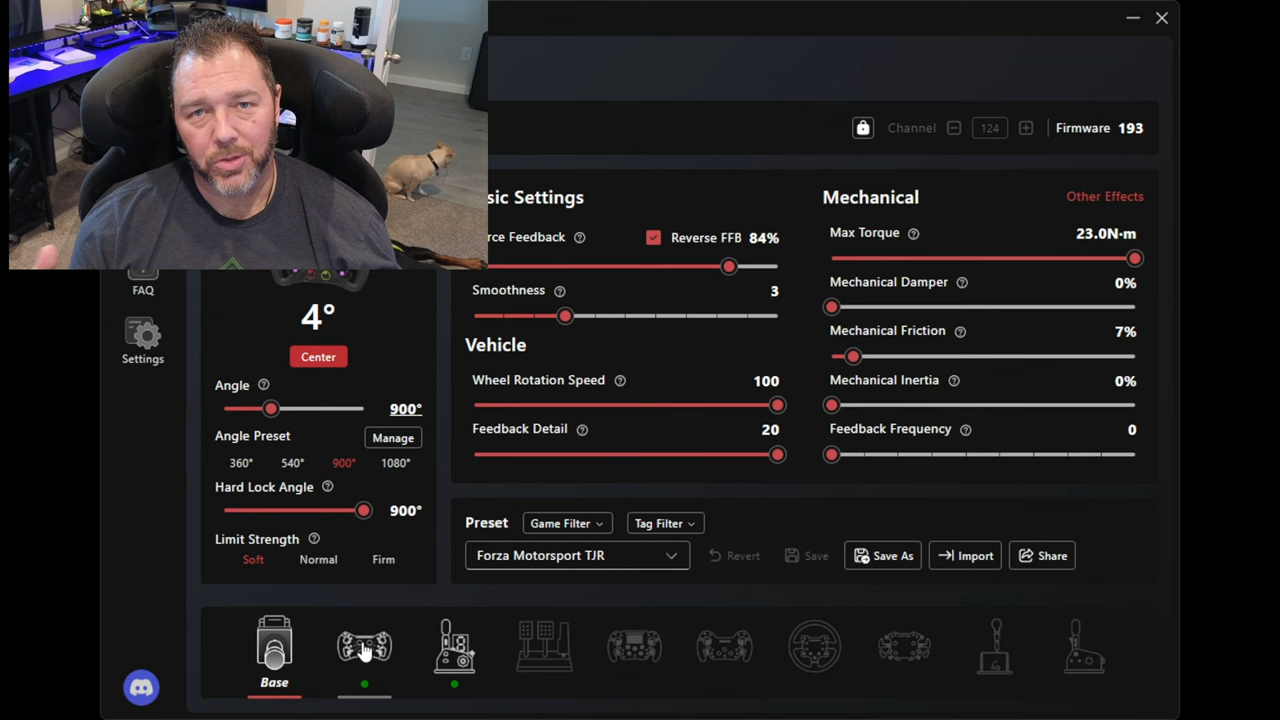 Channel 124 Firmware 193
sic Settings
rce Feedback Reverse FFB 84%
Smoothness 3
Vehicle
Wheel Rotation Speed 100
Feedback Detail 20
Mechanical Other Effects
Max Torque 23.0N·m
Mechanical Damper 0%
Mechanical Friction 7%
Mechanical Inertia 0%
Feedback Frequency 0
FAQ
Settings
4°
Center
Angle 900°
Angle Preset Manage
360° 540° 900° 1080°
Hard Lock Angle 900°
Limit Strength
Soft Normal Firm
Preset Game Filter Tag Filter
Forza Motorsport TJR Revert Save Save As Import Share
Base